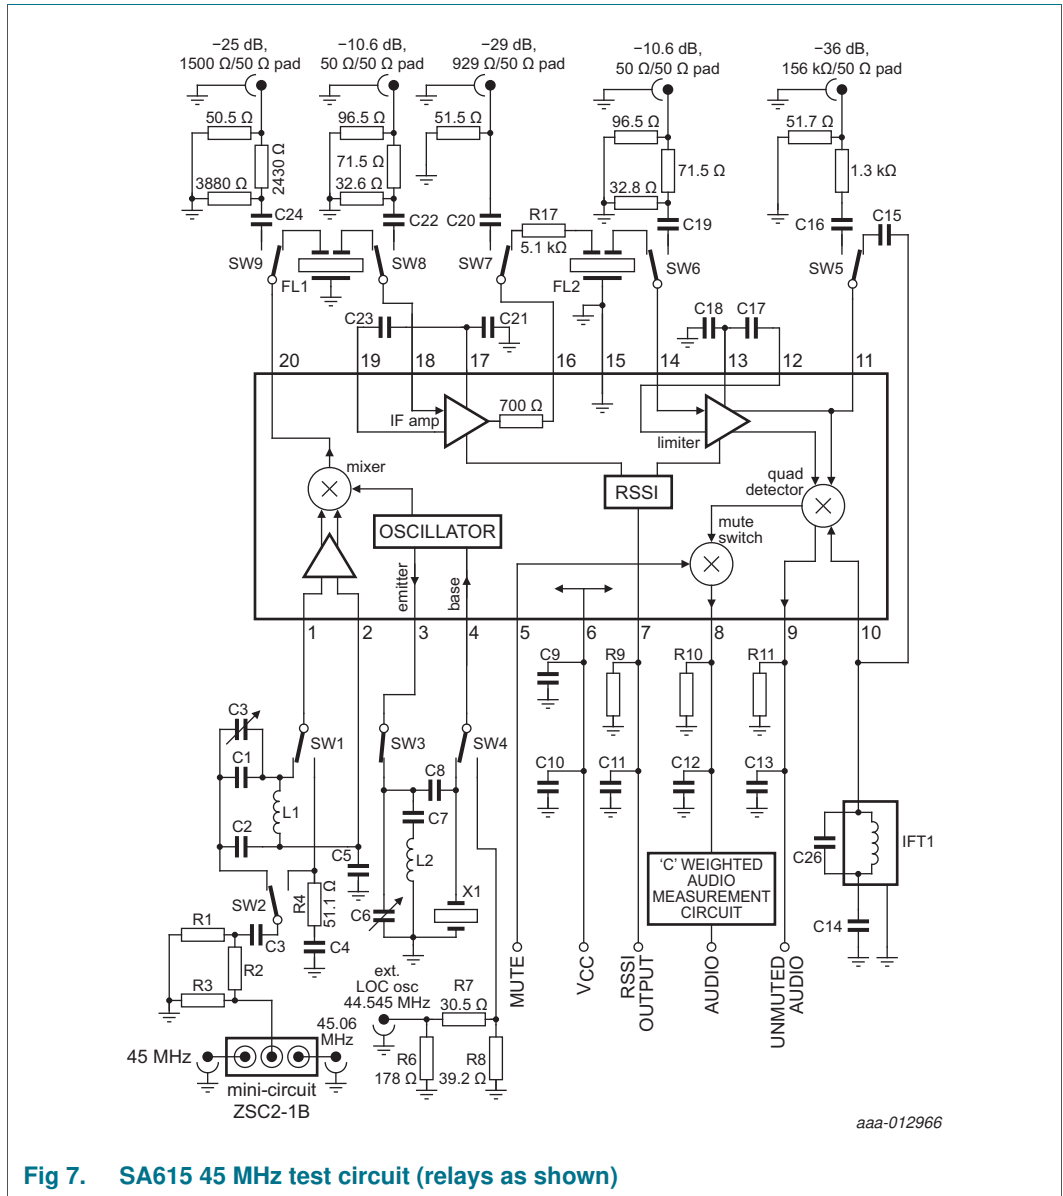 −25 dB,
1500 Ω/50 Ω pad
−10.6 dB,
50 Ω/50 Ω pad
−29 dB,
929 Ω/50 Ω pad
−10.6 dB,
50 Ω/50 Ω pad
−36 dB,
156 kΩ/50 Ω pad
50.5 Ω
96.5 Ω
51.5 Ω
96.5 Ω
51.7 Ω
2430 Ω
71.5 Ω
71.5 Ω
1.3 kΩ
3880 Ω
32.6 Ω
32.8 Ω
C24
C22
C20
R17
C19
C16
C15
5.1 kΩ
SW9
FL1
SW8
SW7
FL2
SW6
SW5
C23
C21
C18
C17
20
19
18
17
16
15
14
13
12
11
IF amp
700 Ω
limiter
mixer
RSSI
quad
detector
OSCILLATOR
mute
switch
emitter
base
1
2
3
4
5
6
7
8
9
10
C9
R9
R10
R11
C3
SW1
SW3
SW4
C1
C10
C11
C12
C13
L1
C8
C7
C2
C5
L2
C26
IFT1
R4
51.1 Ω
SW2
C6
X1
'C' WEIGHTED
AUDIO
MEASUREMENT
CIRCUIT
C14
R1
C3
C4
R2
R3
MUTE
VCC
RSSI
OUTPUT
AUDIO
UNMUTED
AUDIO
ext.
LOC osc
44.545 MHz
R7
30.5 Ω
45.06
MHz
45 MHz
R6
178 Ω
R8
39.2 Ω
mini-circuit
ZSC2-1B
aaa-012966
Fig 7. SA615 45 MHz test circuit (relays as shown)